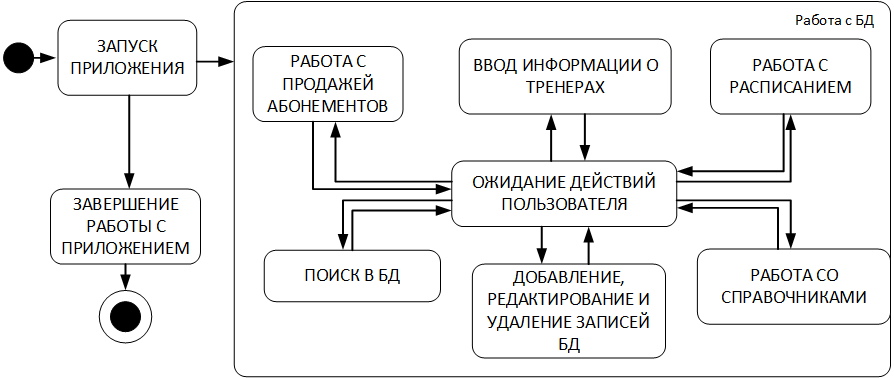 Работа с БД
ЗАПУСК
ПРИЛОЖЕНИЯ
РАБОТА С
ПРОДАЖЕЙ
АБОНЕМЕНТОВ
ВВОД ИНФОРМАЦИИ О
ТРЕНЕРАХ
РАБОТА С
РАСПИСАНИЕМ
ОЖИДАНИЕ ДЕЙСТВИЙ
ПОЛЬЗОВАТЕЛЯ
ЗАВЕРШЕНИЕ
РАБОТЫ С
ПРИЛОЖЕНИЕМ
ПОИСК В БД
ДОБАВЛЕНИЕ,
РЕДАКТИРОВАНИЕ И
УДАЛЕНИЕ ЗАПИСЕЙ
БД
РАБОТА СО
СПРАВОЧНИКАМИ